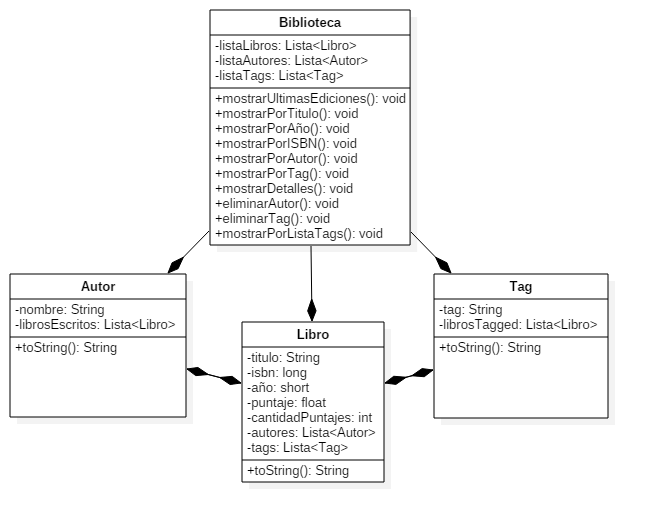 Biblioteca
-listaLibros: Lista<Libro>
-listaAutores: Lista<Autor>
-listaTags: Lista<Tag>
+mostrarUltimasEdiciones(): void
+mostrarPorTitulo(): void
+mostrarPorAño(): void
+mostrarPorISBN(): void
+mostrarPorAutor(): void
+mostrarPorTag(): void
+mostrarDetalles(): void
+eliminarAutor(): void
+eliminarTag(): void
+mostrarPorListaTags(): void
Autor
-nombre: String
-librosEscritos: Lista<Libro>
+toString(): String
Libro
-titulo: String
-isbn: long
-año: short
-puntaje: float
-cantidadPuntajes: int
-autores: Lista<Autor>
-tags: Lista<Tag>
+toString(): String
Tag
-tag: String
-librosTagged: Lista<Libro>
+toString(): String